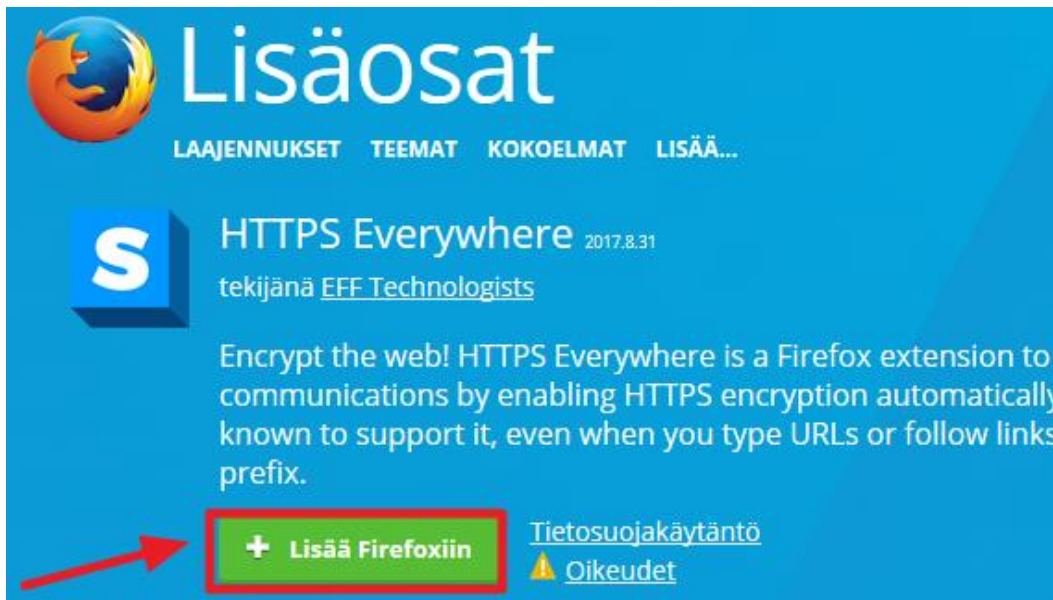 Lisäosat
LAAJENNUKSET TEEMAT KOKOELMAT LISÄÄ...
S
HTTPS Everywhere 2017.8.31
tekijänä EFF Technologists
Encrypt the web! HTTPS Everywhere is a Firefox extension to
communications by enabling HTTPS encryption automatically
known to support it, even when you type URLs or follow links
prefix.
+ Lisää Firefoxiin
Tietosuojakäytäntö
Oikeudet